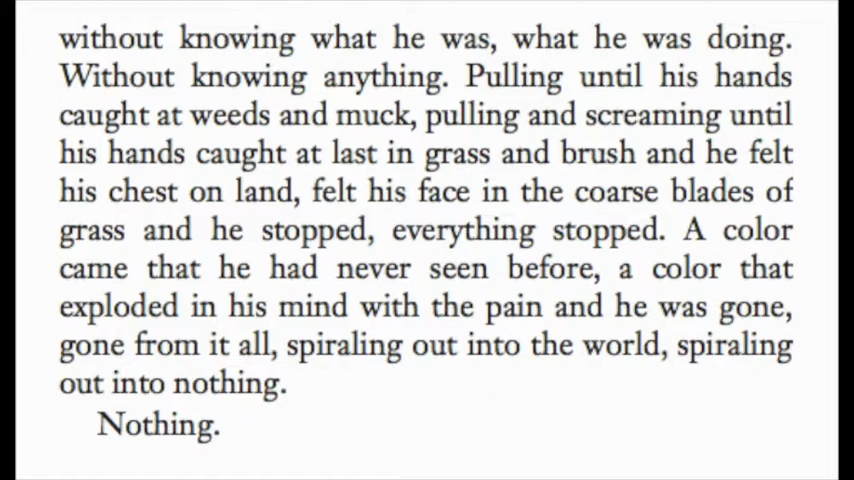 without knowing what he was, what he was doing.
Without knowing anything. Pulling until his hands
caught at weeds and muck, pulling and screaming until
his hands caught at last in grass and brush and he felt
his chest on land, felt his face in the coarse blades of
grass and he stopped, everything stopped. A color
came that he had never seen before, a color that
exploded in his mind with the pain and he was gone,
gone from it all, spiraling out into the world, spiraling
out into nothing.
Nothing.